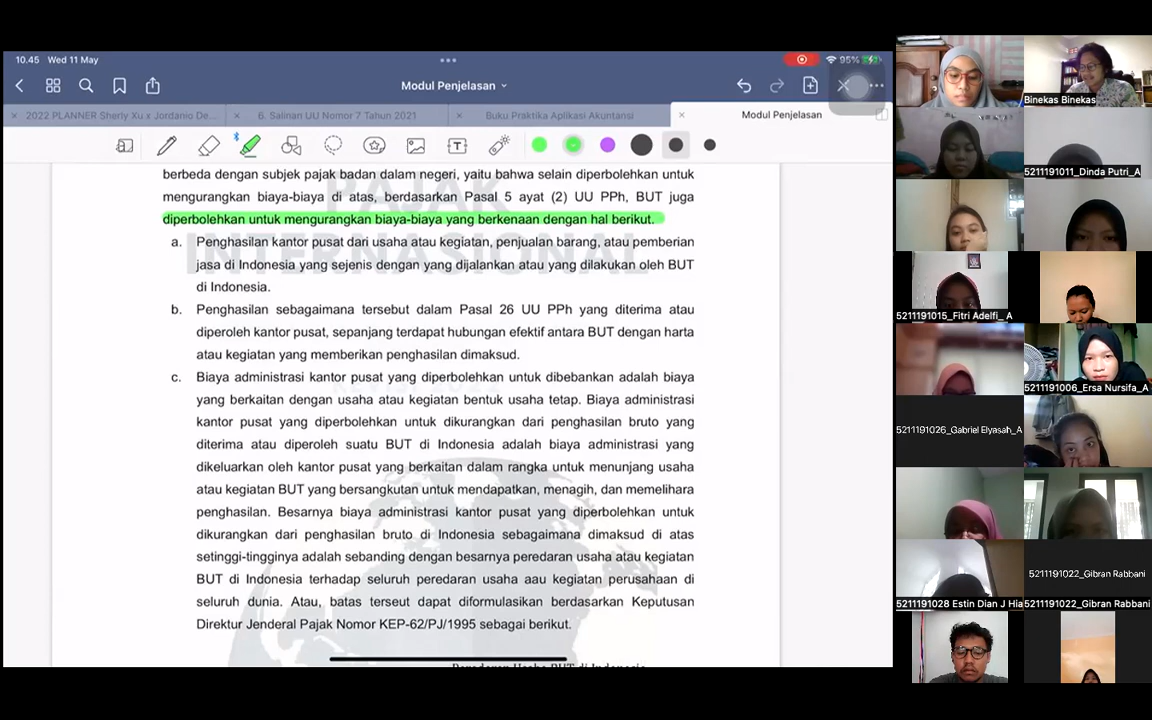 10.45 Wed 11 May
95%
Modul Penjelasan
2022 PLANNER Sherly Xu x Jordanio De...
6. Salinan UU Nomor 7 Tahun 2021
Buku Praktika Aplikasi Akuntansi
Modul Penjelasan
PAJAK
INTERNASIONAL
berbeda dengan subjek pajak badan dalam negeri, yaitu bahwa selain diperbolehkan untuk
mengurangkan biaya-biaya di atas, berdasarkan Pasal 5 ayat (2) UU PPh, BUT juga
diperbolehkan untuk mengurangkan biaya-biaya yang berkenaan dengan hal berikut.
a. Penghasilan kantor pusat dari usaha atau kegiatan, penjualan barang, atau pemberian
jasa di Indonesia yang sejenis dengan yang dijalankan atau yang dilakukan oleh BUT
di Indonesia.
b. Penghasilan sebagaimana tersebut dalam Pasal 26 UU PPh yang diterima atau
diperoleh kantor pusat, sepanjang terdapat hubungan efektif antara BUT dengan harta
atau kegiatan yang memberikan penghasilan dimaksud.
c. Biaya administrasi kantor pusat yang diperbolehkan untuk dibebankan adalah biaya
yang berkaitan dengan usaha atau kegiatan bentuk usaha tetap. Biaya administrasi
kantor pusat yang diperbolehkan untuk dikurangkan dari penghasilan bruto yang
diterima atau diperoleh suatu BUT di Indonesia adalah biaya administrasi yang
dikeluarkan oleh kantor pusat yang berkaitan dalam rangka untuk menunjang usaha
atau kegiatan BUT yang bersangkutan untuk mendapatkan, menagih, dan memelihara
penghasilan. Besarnya biaya administrasi kantor pusat yang diperbolehkan untuk
dikurangkan dari penghasilan bruto di Indonesia sebagaimana dimaksud di atas
setinggi-tingginya adalah sebanding dengan besarnya peredaran usaha atau kegiatan
BUT di Indonesia terhadap seluruh peredaran usaha aau kegiatan perusahaan di
seluruh dunia. Atau, batas terseut dapat diformulasikan berdasarkan Keputusan
Direktur Jenderal Pajak Nomor KEP-62/PJ/1995 sebagai berikut.
Peredaran Usaha BUT di Indonesia
Binekas Binekas
5211191011_Dinda Putri_A
5211191015_Fitri Adelfi_ A
5211191006_Ersa Nursifa_A
5211191026_Gabriel Elyasah_A
5211191022_Gibran Rabbani
5211191028 Estin Dian J Hia
5211191022_Gibran Rabbani